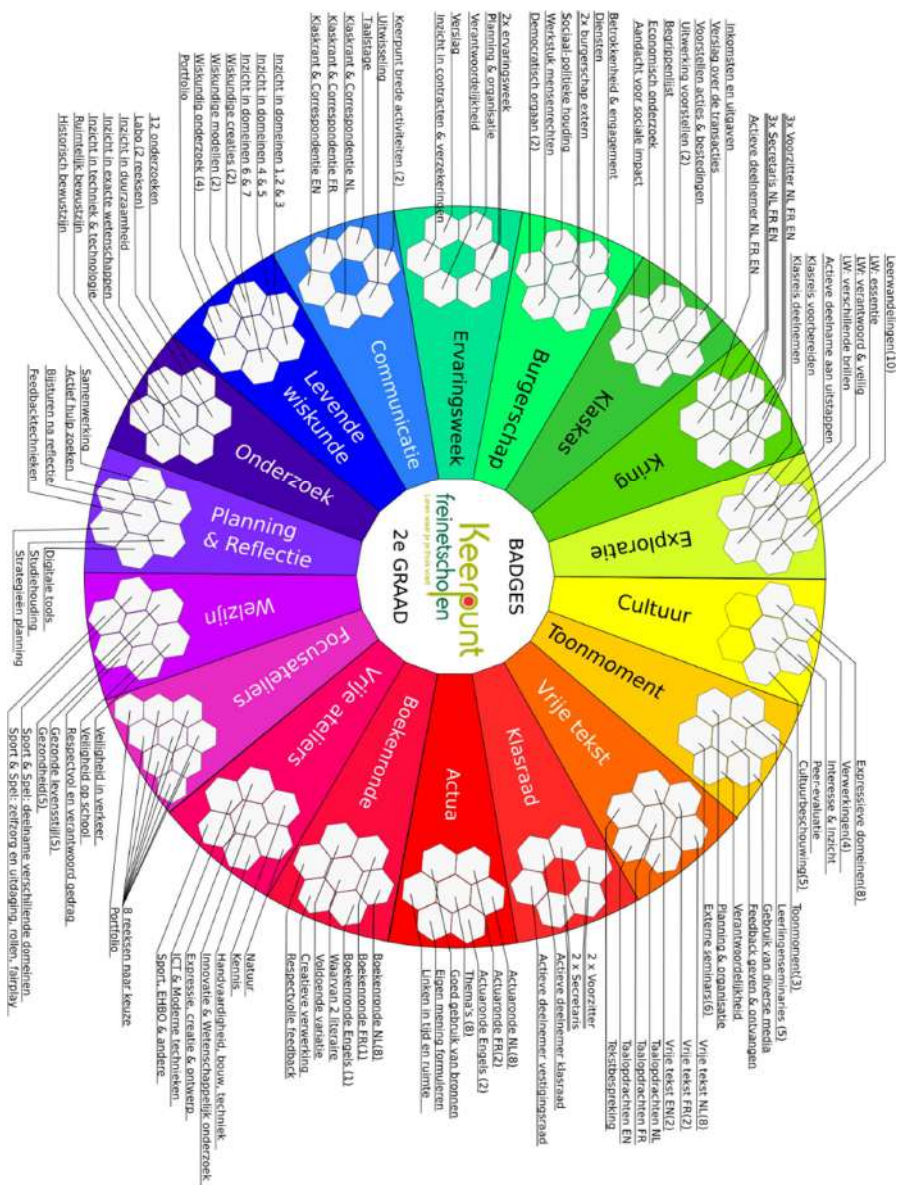 BADGES
Keerpunt
freinetscholen
Leren waar je je thuis voelt
2e GRAAD
Ervaringsweek
2x ervaringsweek
Planning & organisatie
Verantwoordelijkheid
Verslag
Inzicht in contracten & verzekeringen
Burgerschap
Betrokkenheid & engagement
Diensten
2x burgerschap extern
Sociaal-politieke houding
Werkstuk mensenrechten
Democratisch orgaan (2)
Klaskas
Inkomsten en uitgaven
Verslag over de transacties
Voorstellen acties & bestedingen
Uitwerking voorstellen (2)
Begrippenlijst
Economisch onderzoek
Aandacht voor sociale impact
Kring
3x Voorzitter NL FR EN
3x Secretaris NL FR EN
Actieve deelnemer NL FR EN
Exploratie
Leerwandelingen(10)
LW: essentie
LW: verantwoord & veilig
LW: verschillende brillen
Actieve deelname aan uitstappen
Klasreis voorbereiden
Klasreis deelnemen
Cultuur
Expressieve domeinen(8)
Verwerkingen(4)
Interesse & Inzicht
Peer-evaluatie
Cultuurbeschouwing(5)
Toonmoment
Toonmoment(3)
Leerlingenseminaries (5)
Gebruik van diverse media
Feedback geven & ontvangen
Verantwoordelijkheid
Planning & organisatie
Externe seminars(6)
Vrije tekst
Vrije tekst NL(8)
Vrije tekst FR(2)
Vrije tekst EN(2)
Taalopdrachten NL
Taalopdrachten FR
Taalopdrachten EN
Tekstbespreking
Klasraad
2 x Voorzitter
2 x Secretaris
Actieve deelnemer klasraad
Actieve deelnemer vestigingsraad
Actua
Actuaronde NL(8)
Actuaronde FR(2)
Actuaronde Engels (2)
Thema's (8)
Goed gebruik van bronnen
Eigen mening formuleren
Linken in tijd en ruimte
Boekenronde
Boekenronde NL(8)
Boekenronde FR(1)
Boekenronde Engels (1)
Waarvan 2 literaire
Voldoende variatie
Creatieve verwerking
Respectvolle feedback
Vrije ateliers
Natuur
Kennis
Handvaardigheid, bouw, techniek
Innovatie & Wetenschappelijk onderzoek
Expressie, creatie & ontwerp
ICT & Moderne technieken
Sport, EHBO & andere
Focusateliers
8 reeksen naar keuze
Portfolio
Welzijn
Veiligheid in verkeer
Veiligheid op school
Respectvol en verantwoord gedrag
Gezonde levensstijl(5)
Gezondheid(5)
Sport & Spel: deelname verschillende domeinen
Sport & Spel: zelfzorg en uitdaging, rollen, fairplay
Planning
& Reflectie
Samenwerking
Actief hulp zoeken
Bijsturen na reflectie
Feedbacktechnieken
Digitale tools
Studiehouding
Strategieën planning
Onderzoek
12 onderzoeken
Labo (2 reeksen)
Inzicht in duurzaamheid
Inzicht in exacte wetenschappen
Inzicht in techniek & technologie
Ruimtelijk bewustzijn
Historisch bewustzijn
Levende
wiskunde
Inzicht in domeinen 1,2 & 3
Inzicht in domeinen 4 & 5
Inzicht in domeinen 6 & 7
Wiskundige creaties (2)
Wiskundige modellen (2)
Wiskundig onderzoek (4)
Portfolio
Communicatie
Keerpunt brede activiteiten (2)
Uitwisseling
Taalstage
Klaskrant & Correspondentie NL
Klaskrant & Correspondentie FR
Klaskrant & Correspondentie EN